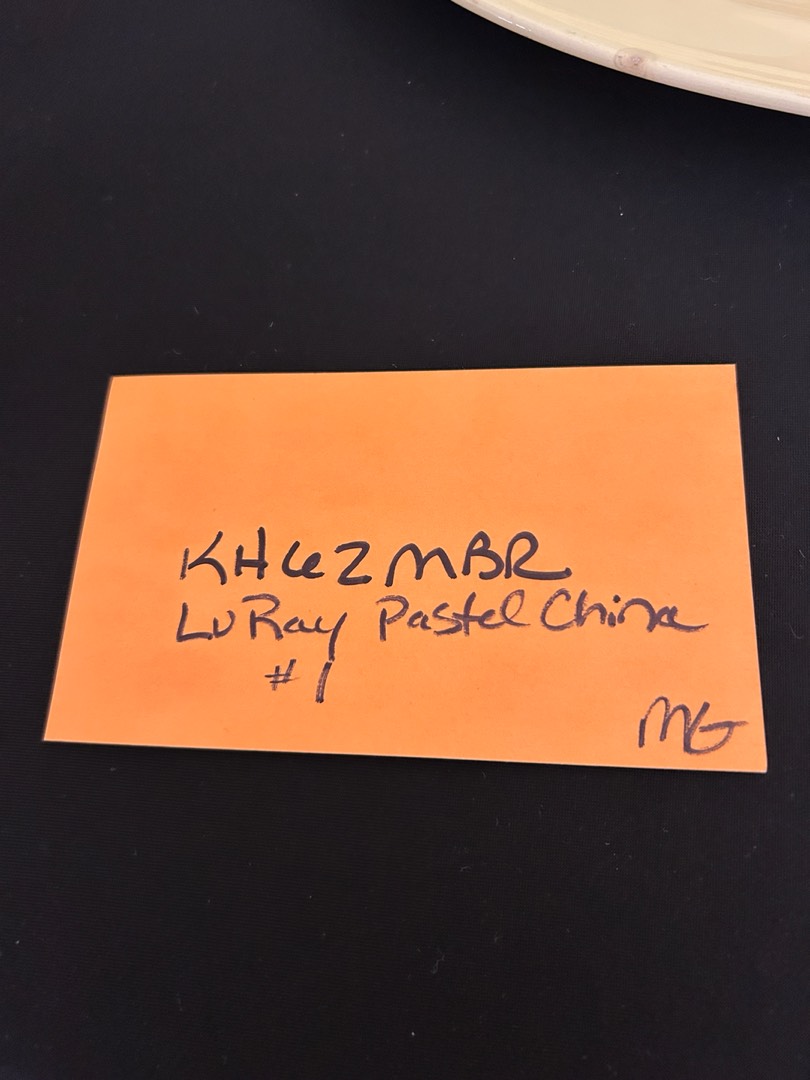 KH62MBR
LuRay Pastel China
#1
MG